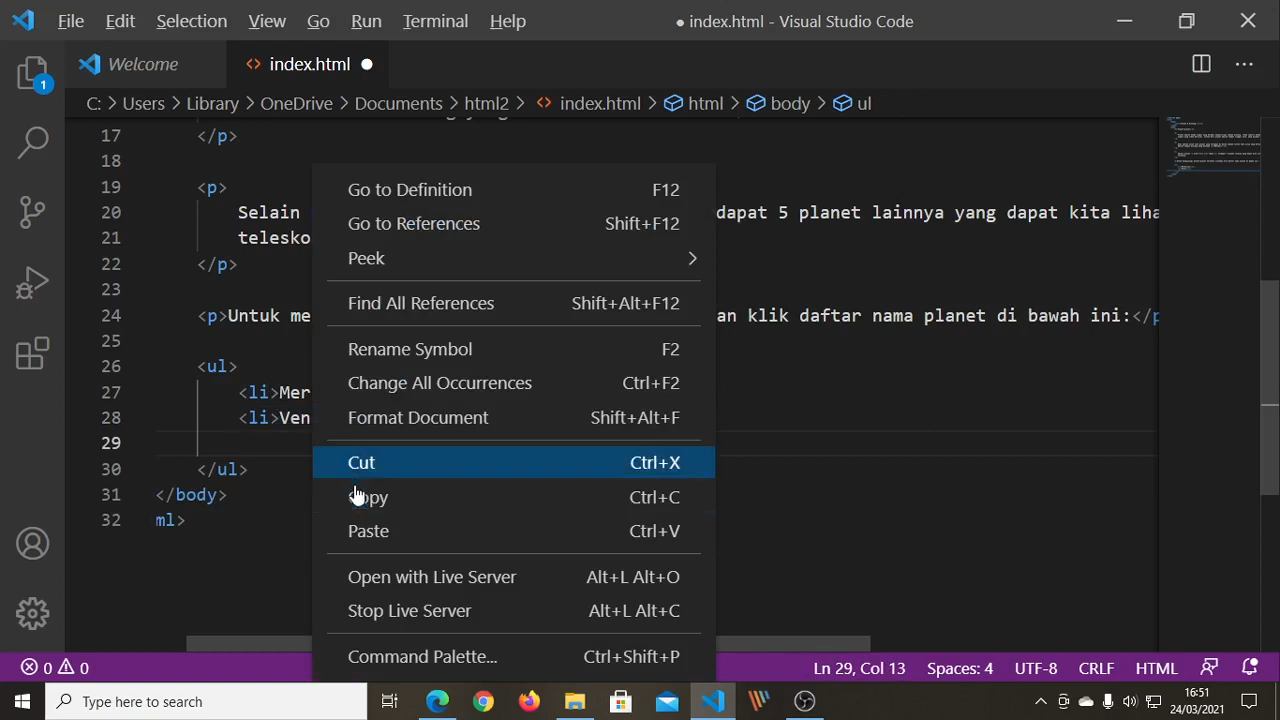 File Edit Selection View Go Run Terminal Help ● index.html - Visual Studio Code
Welcome <> index.html ●
C: > Users > Library > OneDrive > Documents > html2 > <> index.html > html > body > ul
17 </p>
18
19 <p>
20 Selain dapat 5 planet lainnya yang dapat kita liha
21 telesko
22 </p>
23
24 <p>Untuk me an klik daftar nama planet di bawah ini:</p
25
26 <ul>
27 <li>Mer
28 <li>Ven
29
30 </ul>
31 </body>
32 ml>
Go to Definition F12
Go to References Shift+F12
Peek >
Find All References Shift+Alt+F12
Rename Symbol F2
Change All Occurrences Ctrl+F2
Format Document Shift+Alt+F
Cut Ctrl+X
Copy Ctrl+C
Paste Ctrl+V
Open with Live Server Alt+L Alt+O
Stop Live Server Alt+L Alt+C
Command Palette... Ctrl+Shift+P
1
0 0 Ln 29, Col 13 Spaces: 4 UTF-8 CRLF HTML
Type here to search
16:51
24/03/2021